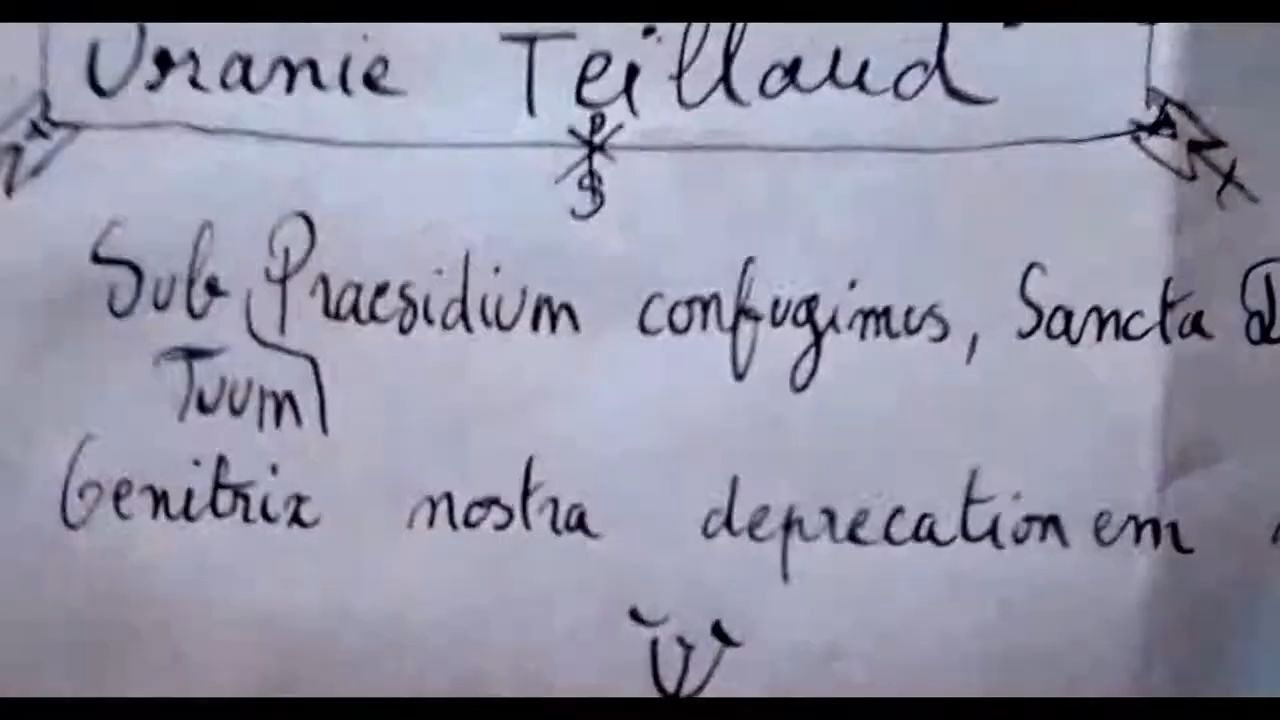 Uranie Teillaud
Sub Praesidium confugimus, Sancta D
Tuum
Genitrix nostra deprecationem